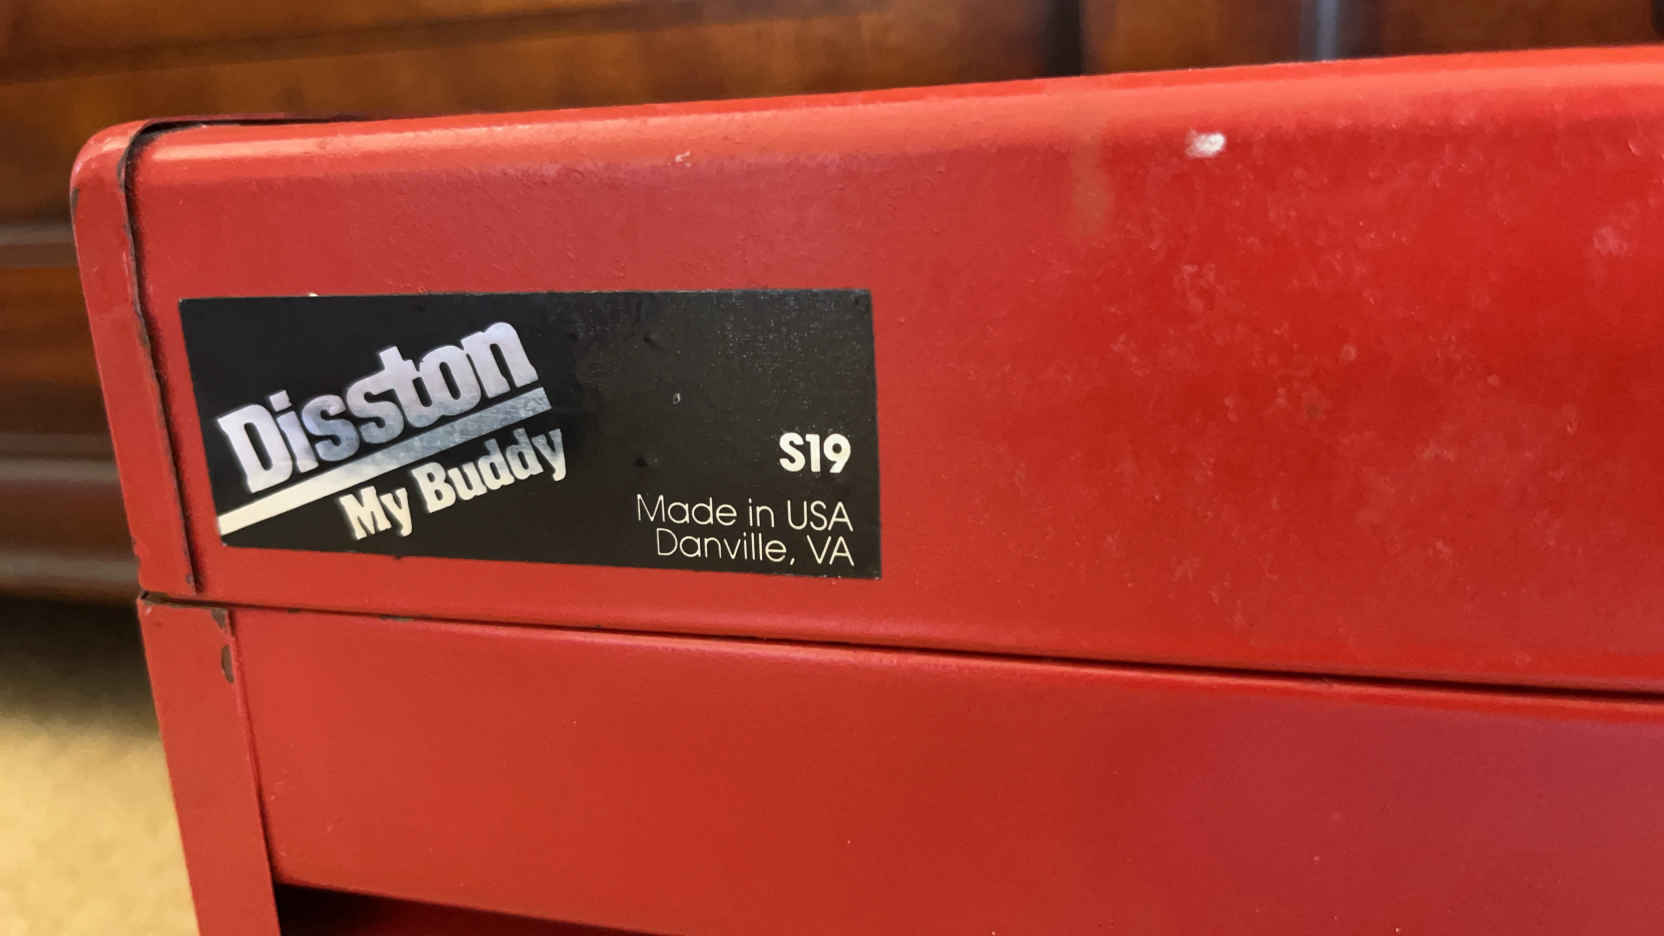 Disston
My Buddy
S19
Made in USA
Danville, VA